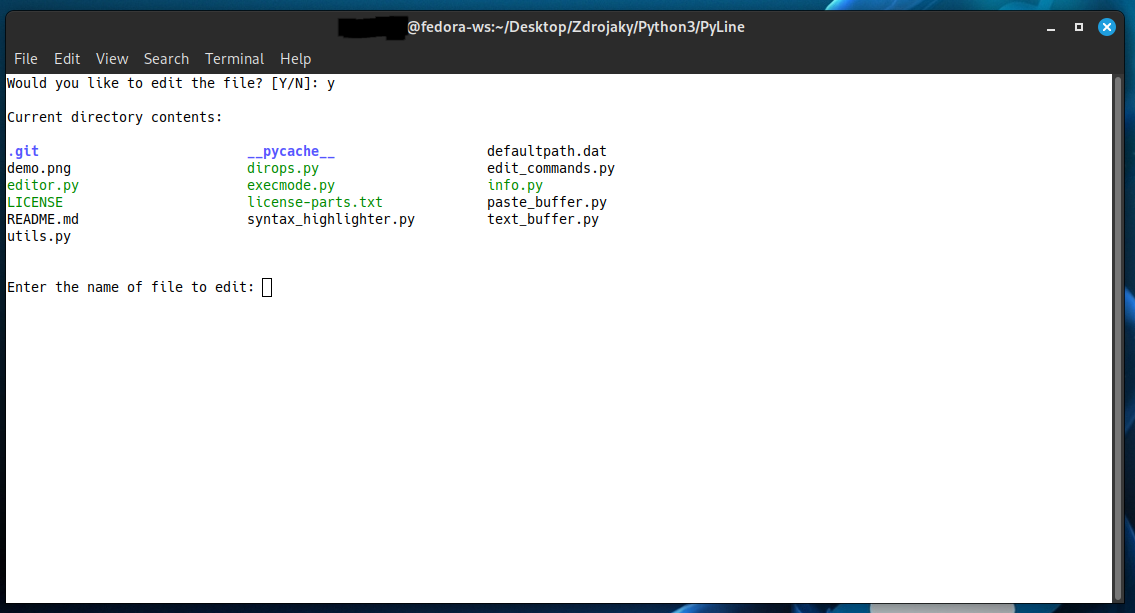 @fedora-ws:~/Desktop/Zdrojaky/Python3/PyLine
File Edit View Search Terminal Help
Would you like to edit the file? [Y/N]: y
Current directory contents:
.git __pycache__ defaultpath.dat
demo.png dirops.py edit_commands.py
editor.py execmode.py info.py
LICENSE license-parts.txt paste_buffer.py
README.md syntax_highlighter.py text_buffer.py
utils.py
Enter the name of file to edit: